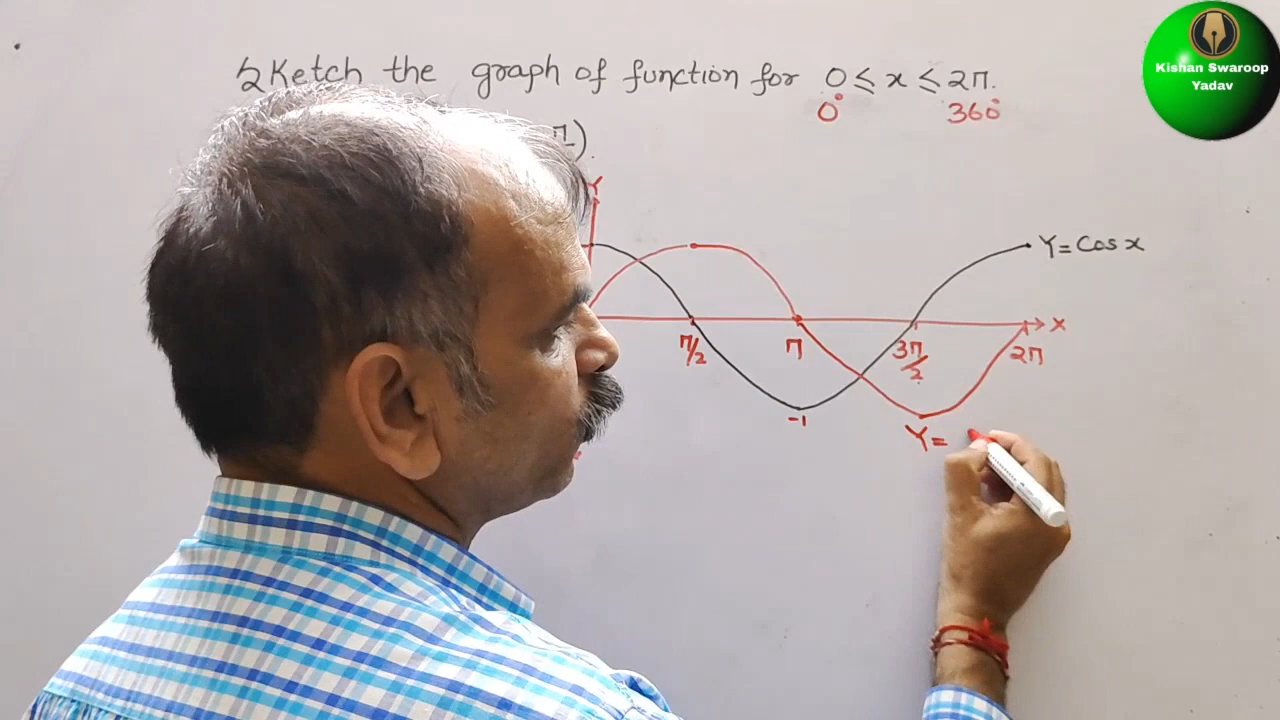 Sketch the graph of function for 0 ≤ x ≤ 2π.
0° 360°
π).
Y
Y = Cos x
X
π/2 π 3π/2 2π
-1
Y =
Kishan Swaroop
Yadav